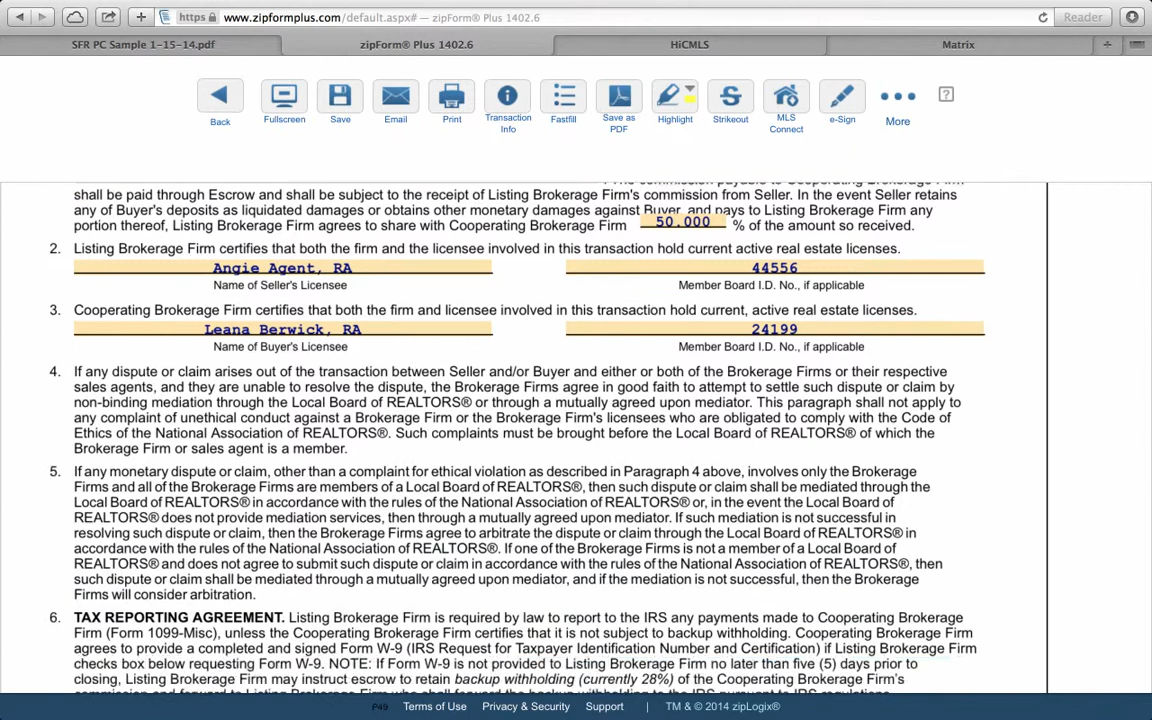 https www.zipformplus.com/default.aspx# — zipForm® Plus 1402.6
Reader
SFR PC Sample 1-15-14.pdf
zipForm® Plus 1402.6
HiCMLS
Matrix
Back
Fullscreen
Save
Email
Print
Transaction
Info
Fastfill
Save as
PDF
Highlight
Strikeout
MLS
Connect
e-Sign
More
?
shall be paid through Escrow and shall be subject to the receipt of Listing Brokerage Firm's commission from Seller. In the event Seller retains
any of Buyer's deposits as liquidated damages or obtains other monetary damages against Buyer, and pays to Listing Brokerage Firm any
portion thereof, Listing Brokerage Firm agrees to share with Cooperating Brokerage Firm 50.000 % of the amount so received.
2. Listing Brokerage Firm certifies that both the firm and the licensee involved in this transaction hold current active real estate licenses.
Angie Agent, RA 44556
Name of Seller's Licensee Member Board I.D. No., if applicable
3. Cooperating Brokerage Firm certifies that both the firm and licensee involved in this transaction hold current, active real estate licenses.
Leana Berwick, RA 24199
Name of Buyer's Licensee Member Board I.D. No., if applicable
4. If any dispute or claim arises out of the transaction between Seller and/or Buyer and either or both of the Brokerage Firms or their respective
sales agents, and they are unable to resolve the dispute, the Brokerage Firms agree in good faith to attempt to settle such dispute or claim by
non-binding mediation through the Local Board of REALTORS® or through a mutually agreed upon mediator. This paragraph shall not apply to
any complaint of unethical conduct against a Brokerage Firm or the Brokerage Firm's licensees who are obligated to comply with the Code of
Ethics of the National Association of REALTORS®. Such complaints must be brought before the Local Board of REALTORS® of which the
Brokerage Firm or sales agent is a member.
5. If any monetary dispute or claim, other than a complaint for ethical violation as described in Paragraph 4 above, involves only the Brokerage
Firms and all of the Brokerage Firms are members of a Local Board of REALTORS®, then such dispute or claim shall be mediated through the
Local Board of REALTORS® in accordance with the rules of the National Association of REALTORS® or, in the event the Local Board of
REALTORS® does not provide mediation services, then through a mutually agreed upon mediator. If such mediation is not successful in
resolving such dispute or claim, then the Brokerage Firms agree to arbitrate the dispute or claim through the Local Board of REALTORS® in
accordance with the rules of the National Association of REALTORS®. If one of the Brokerage Firms is not a member of a Local Board of
REALTORS® and does not agree to submit such dispute or claim in accordance with the rules of the National Association of REALTORS®, then
such dispute or claim shall be mediated through a mutually agreed upon mediator, and if the mediation is not successful, then the Brokerage
Firms will consider arbitration.
6. TAX REPORTING AGREEMENT. Listing Brokerage Firm is required by law to report to the IRS any payments made to Cooperating Brokerage
Firm (Form 1099-Misc), unless the Cooperating Brokerage Firm certifies that it is not subject to backup withholding. Cooperating Brokerage Firm
agrees to provide a completed and signed Form W-9 (IRS Request for Taxpayer Identification Number and Certification) if Listing Brokerage Firm
checks box below requesting Form W-9. NOTE: If Form W-9 is not provided to Listing Brokerage Firm no later than five (5) days prior to
closing, Listing Brokerage Firm may instruct escrow to retain backup withholding (currently 28%) of the Cooperating Brokerage Firm's
P49 Terms of Use Privacy & Security Support | TM & © 2014 zipLogix®